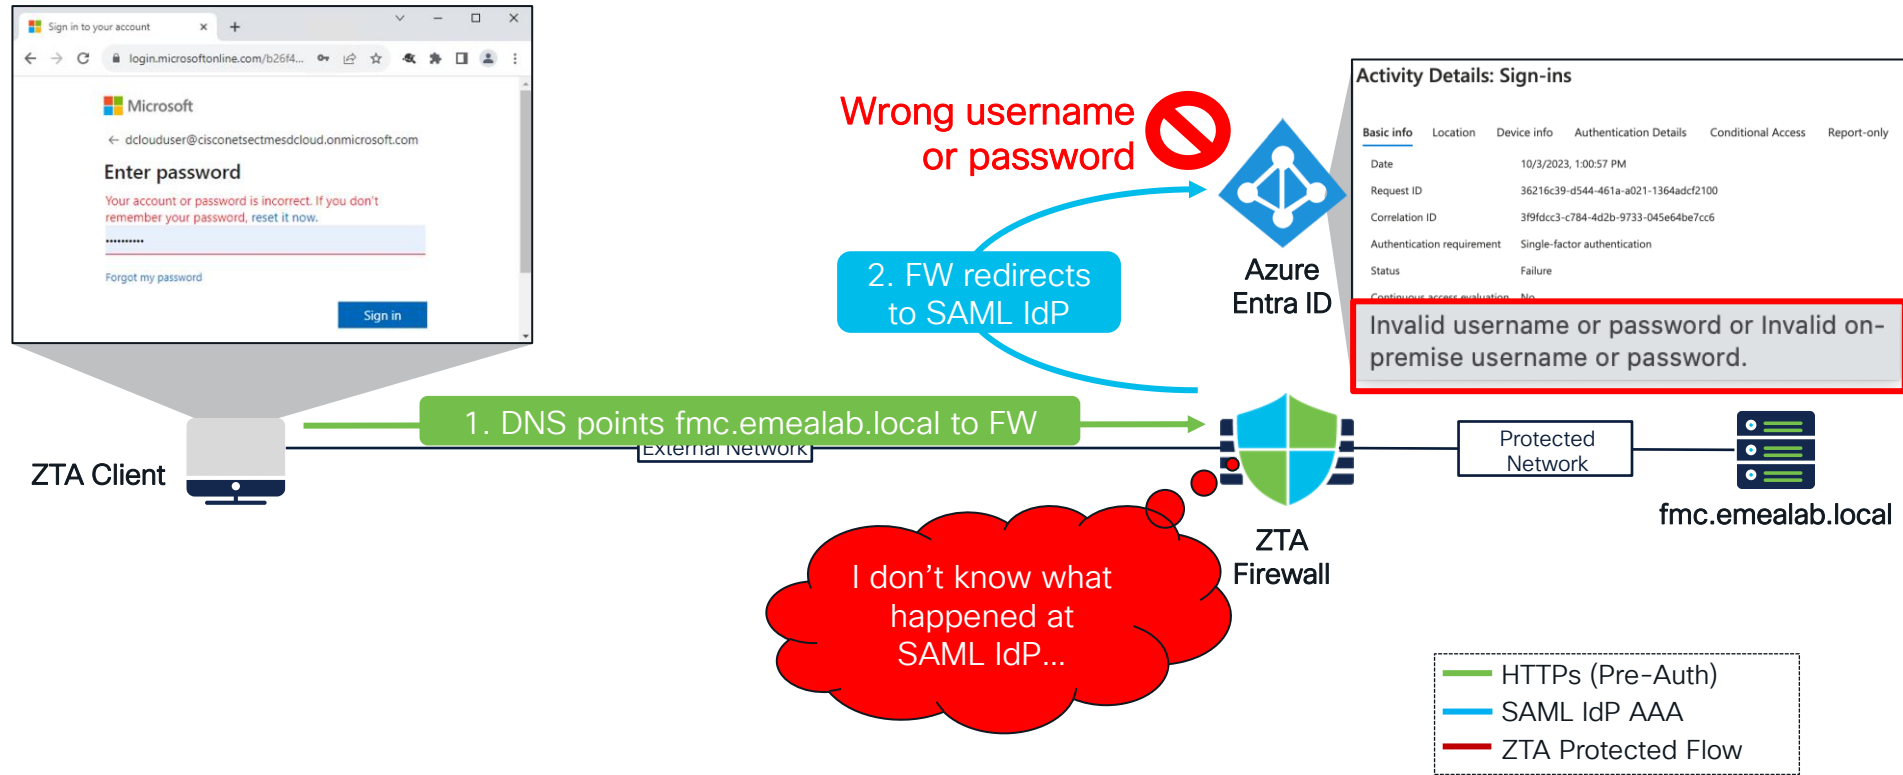 Sign in to your account
login.microsoftonline.com/b26f4...
Microsoft
dclouduser@cisconetsectmesdcloud.onmicrosoft.com
Enter password
Your account or password is incorrect. If you don't
remember your password, reset it now.
••••••••••
Forgot my password
Sign in
Wrong username
or password
2. FW redirects
to SAML IdP
Azure
Entra ID
Activity Details: Sign-ins
Basic info Location Device info Authentication Details Conditional Access Report-only
Date 10/3/2023, 1:00:57 PM
Request ID 36216c39-d544-461a-a021-1364adcf2100
Correlation ID 3f9fdcc3-c784-4d2b-9733-045e64be7cc6
Authentication requirement Single-factor authentication
Status Failure
Continuous access evaluation No
Invalid username or password or Invalid on-
premise username or password.
1. DNS points fmc.emealab.local to FW
External Network
ZTA Client
Protected
Network
fmc.emealab.local
ZTA
Firewall
I don't know what
happened at
SAML IdP...
HTTPs (Pre-Auth)
SAML IdP AAA
ZTA Protected Flow